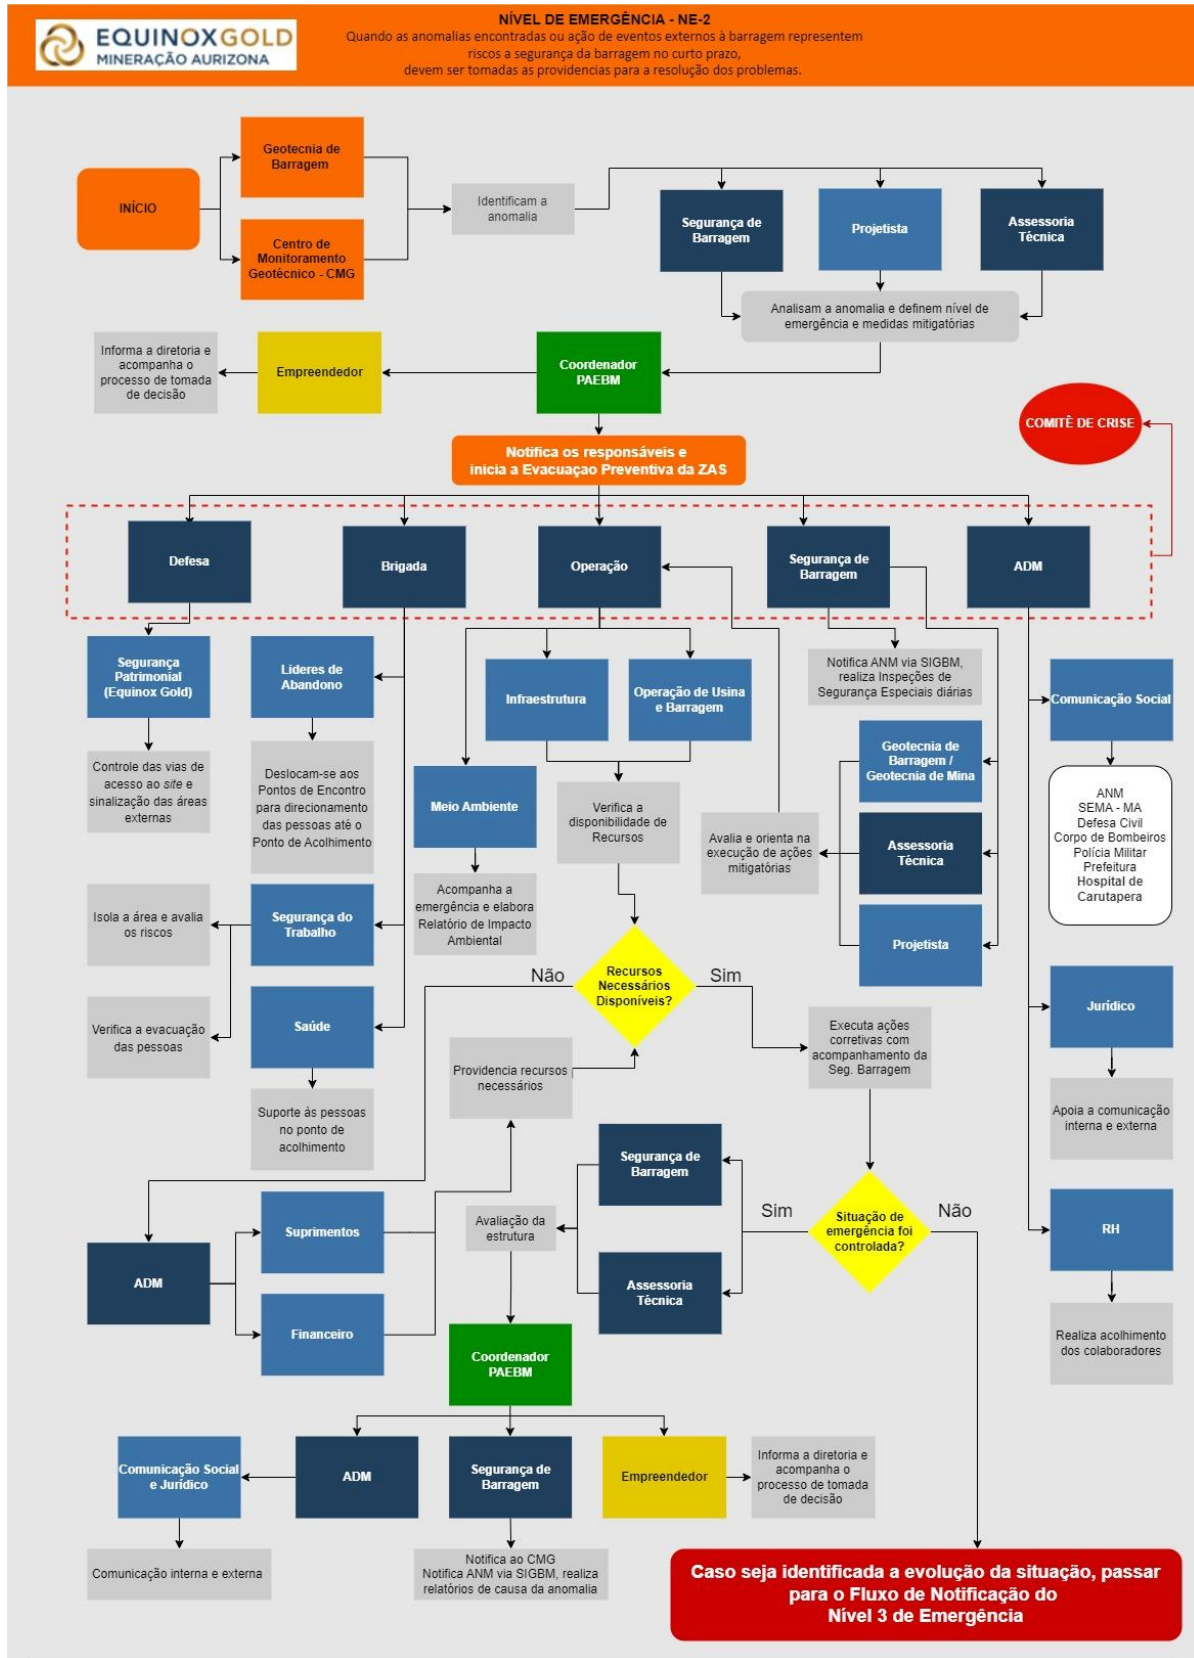 EQUINOXGOLD
MINERAÇÃO AURIZONA
NÍVEL DE EMERGÊNCIA - NE-2
Quando as anomalias encontradas ou ação de eventos externos à barragem representem
riscos a segurança da barragem no curto prazo,
devem ser tomadas as providencias para a resolução dos problemas.
INÍCIO
Geotecnia de
Barragem
Centro de
Monitoramento
Geotécnico - CMG
Identificam a
anomalia
Segurança de
Barragem
Projetista
Assessoria
Técnica
Analisam a anomalia e definem nível de
emergência e medidas mitigatórias
Informa a diretoria e
acompanha o
processo de tomada
de decisão
Empreendedor
Coordenador
PAEBM
COMITÊ DE CRISE
Notifica os responsáveis e
inicia a Evacuaçao Preventiva da ZAS
Defesa
Brigada
Operação
Segurança de
Barragem
ADM
Segurança
Patrimonial
(Equinox Gold)
Lideres de
Abandono
Infraestrutura
Operação de Usina
e Barragem
Notifica ANM via SIGBM,
realiza Inspeções de
Segurança Especiais diárias
Comunicação Social
Controle das vias de
acesso ao site e
sinalização das áreas
externas
Deslocam-se aos
Pontos de Encontro
para direcionamento
das pessoas até o
Ponto de Acolhimento
Meio Ambiente
Verifica a
disponibilidade de
Recursos
Geotecnia de
Barragem /
Geotecnia de Mina
Avalia e orienta na
execução de ações
mitigatórias
Assessoria
Técnica
Projetista
ANM
SEMA - MA
Defesa Civil
Corpo de Bombeiros
Polícia Militar
Prefeitura
Hospital de
Carutapera
Isola a área e avalia
os riscos
Segurança do
Trabalho
Acompanha a
emergência e elabora
Relatório de Impacto
Ambiental
Não
Recursos
Necessários
Disponíveis?
Sim
Verifica a evacuação
das pessoas
Saúde
Providencia recursos
necessários
Executa ações
corretivas com
acompanhamento da
Seg. Barragem
Jurídico
Suporte ás pessoas
no ponto de
acolhimento
Apoia a comunicação
interna e externa
ADM
Suprimentos
Financeiro
Avaliação da
estrutura
Segurança de
Barragem
Assessoria
Técnica
Sim
Situação de
emergência foi
controlada?
Não
RH
Realiza acolhimento
dos colaboradores
Coordenador
PAEBM
Comunicação Social
e Jurídico
ADM
Segurança de
Barragem
Empreendedor
Informa a diretoria e
acompanha o
processo de tomada
de decisão
Comunicação interna e externa
Notifica ao CMG
Notifica ANM via SIGBM, realiza
relatórios de causa da anomalia
Caso seja identificada a evolução da situação, passar
para o Fluxo de Notificação do
Nível 3 de Emergência